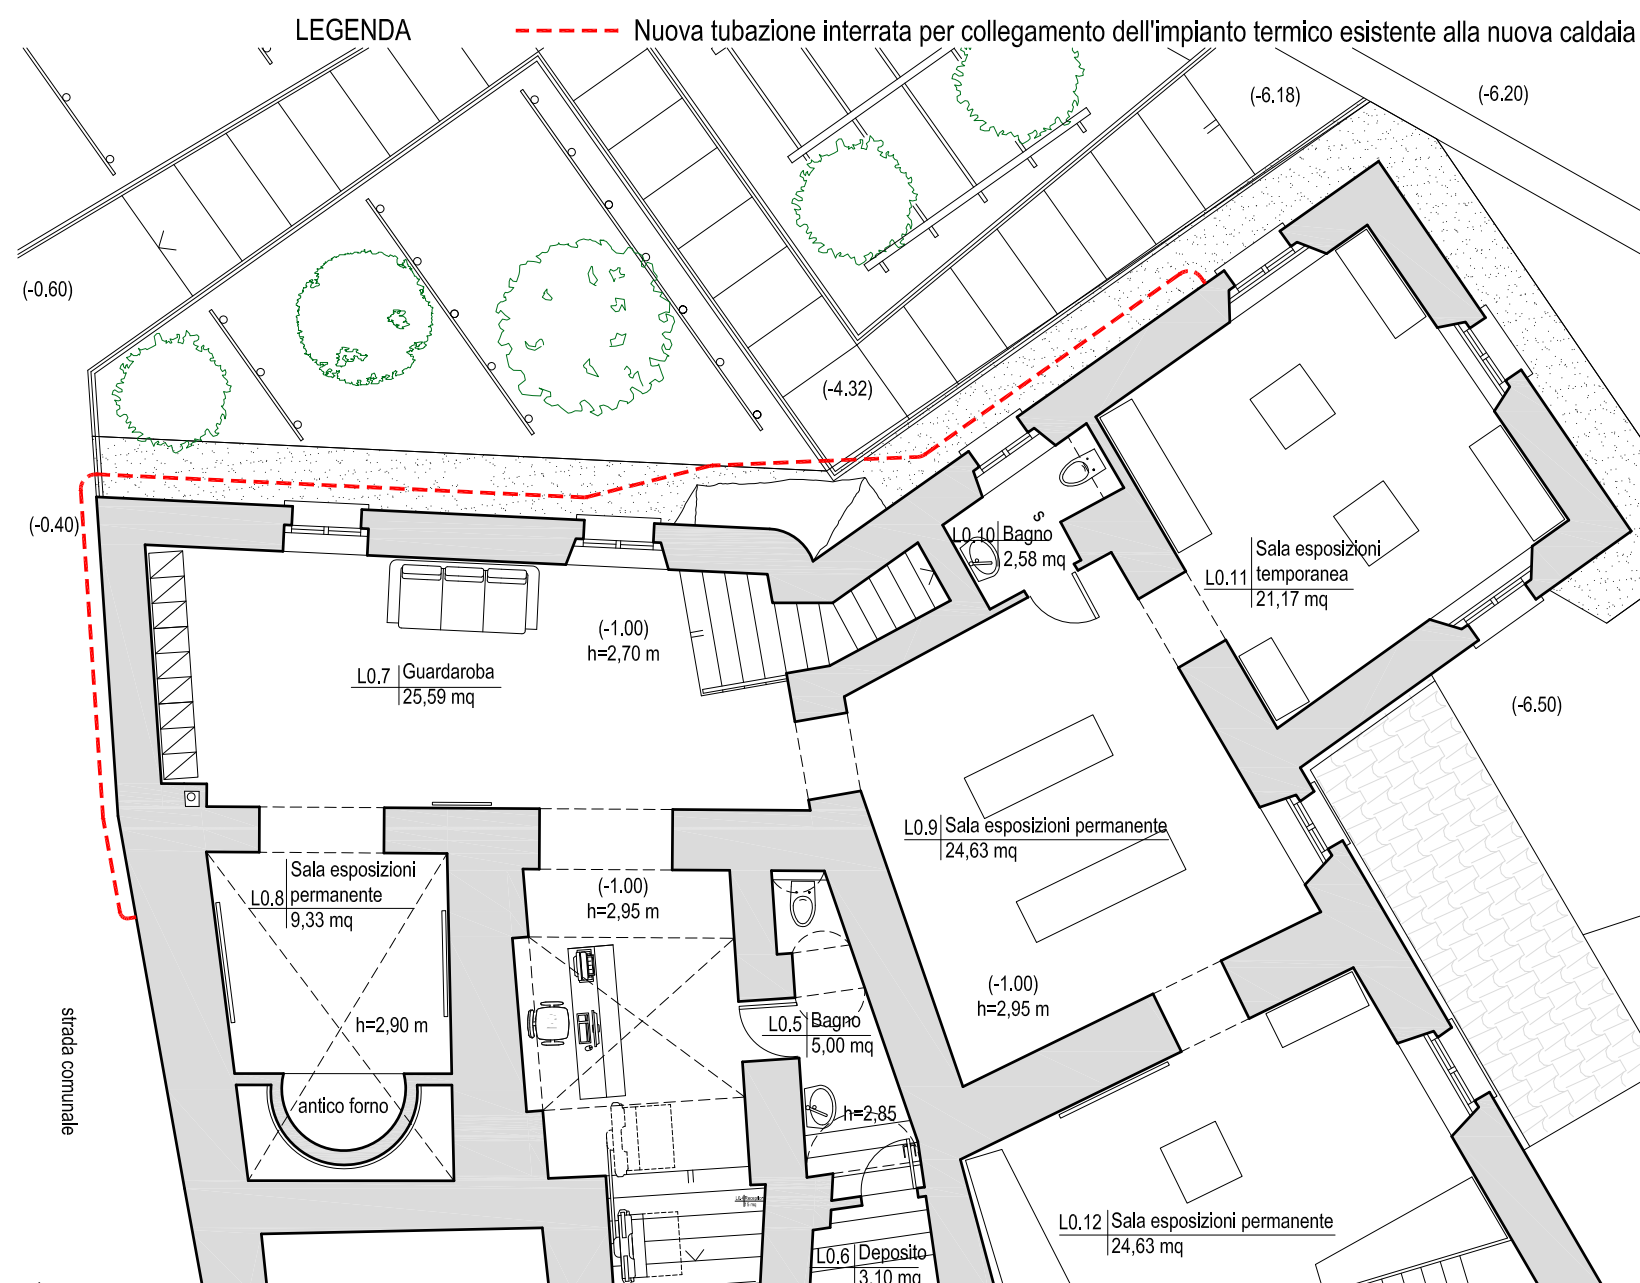 LEGENDA
Nuova tubazione interrata per collegamento dell'impianto termico esistente alla nuova caldaia
(-6.18)
(-6.20)
(-0.60)
(-4.32)
(-0.40)
L0.10 Bagno
2,58 mq
S
Sala esposizioni
L0.11 temporanea
21,17 mq
(-1.00)
h=2,70 m
L0.7 Guardaroba
25,59 mq
(-6.50)
L0.9 Sala esposizioni permanente
24,63 mq
Sala esposizioni
L0.8 permanente
9,33 mq
(-1.00)
h=2,95 m
(-1.00)
h=2,95 m
h=2,90 m
L0.5 Bagno
5,00 mq
strada comunale
antico forno
h=2,85
L0.12 Sala esposizioni permanente
24,63 mq
L0.6 Deposito
3,10 mq